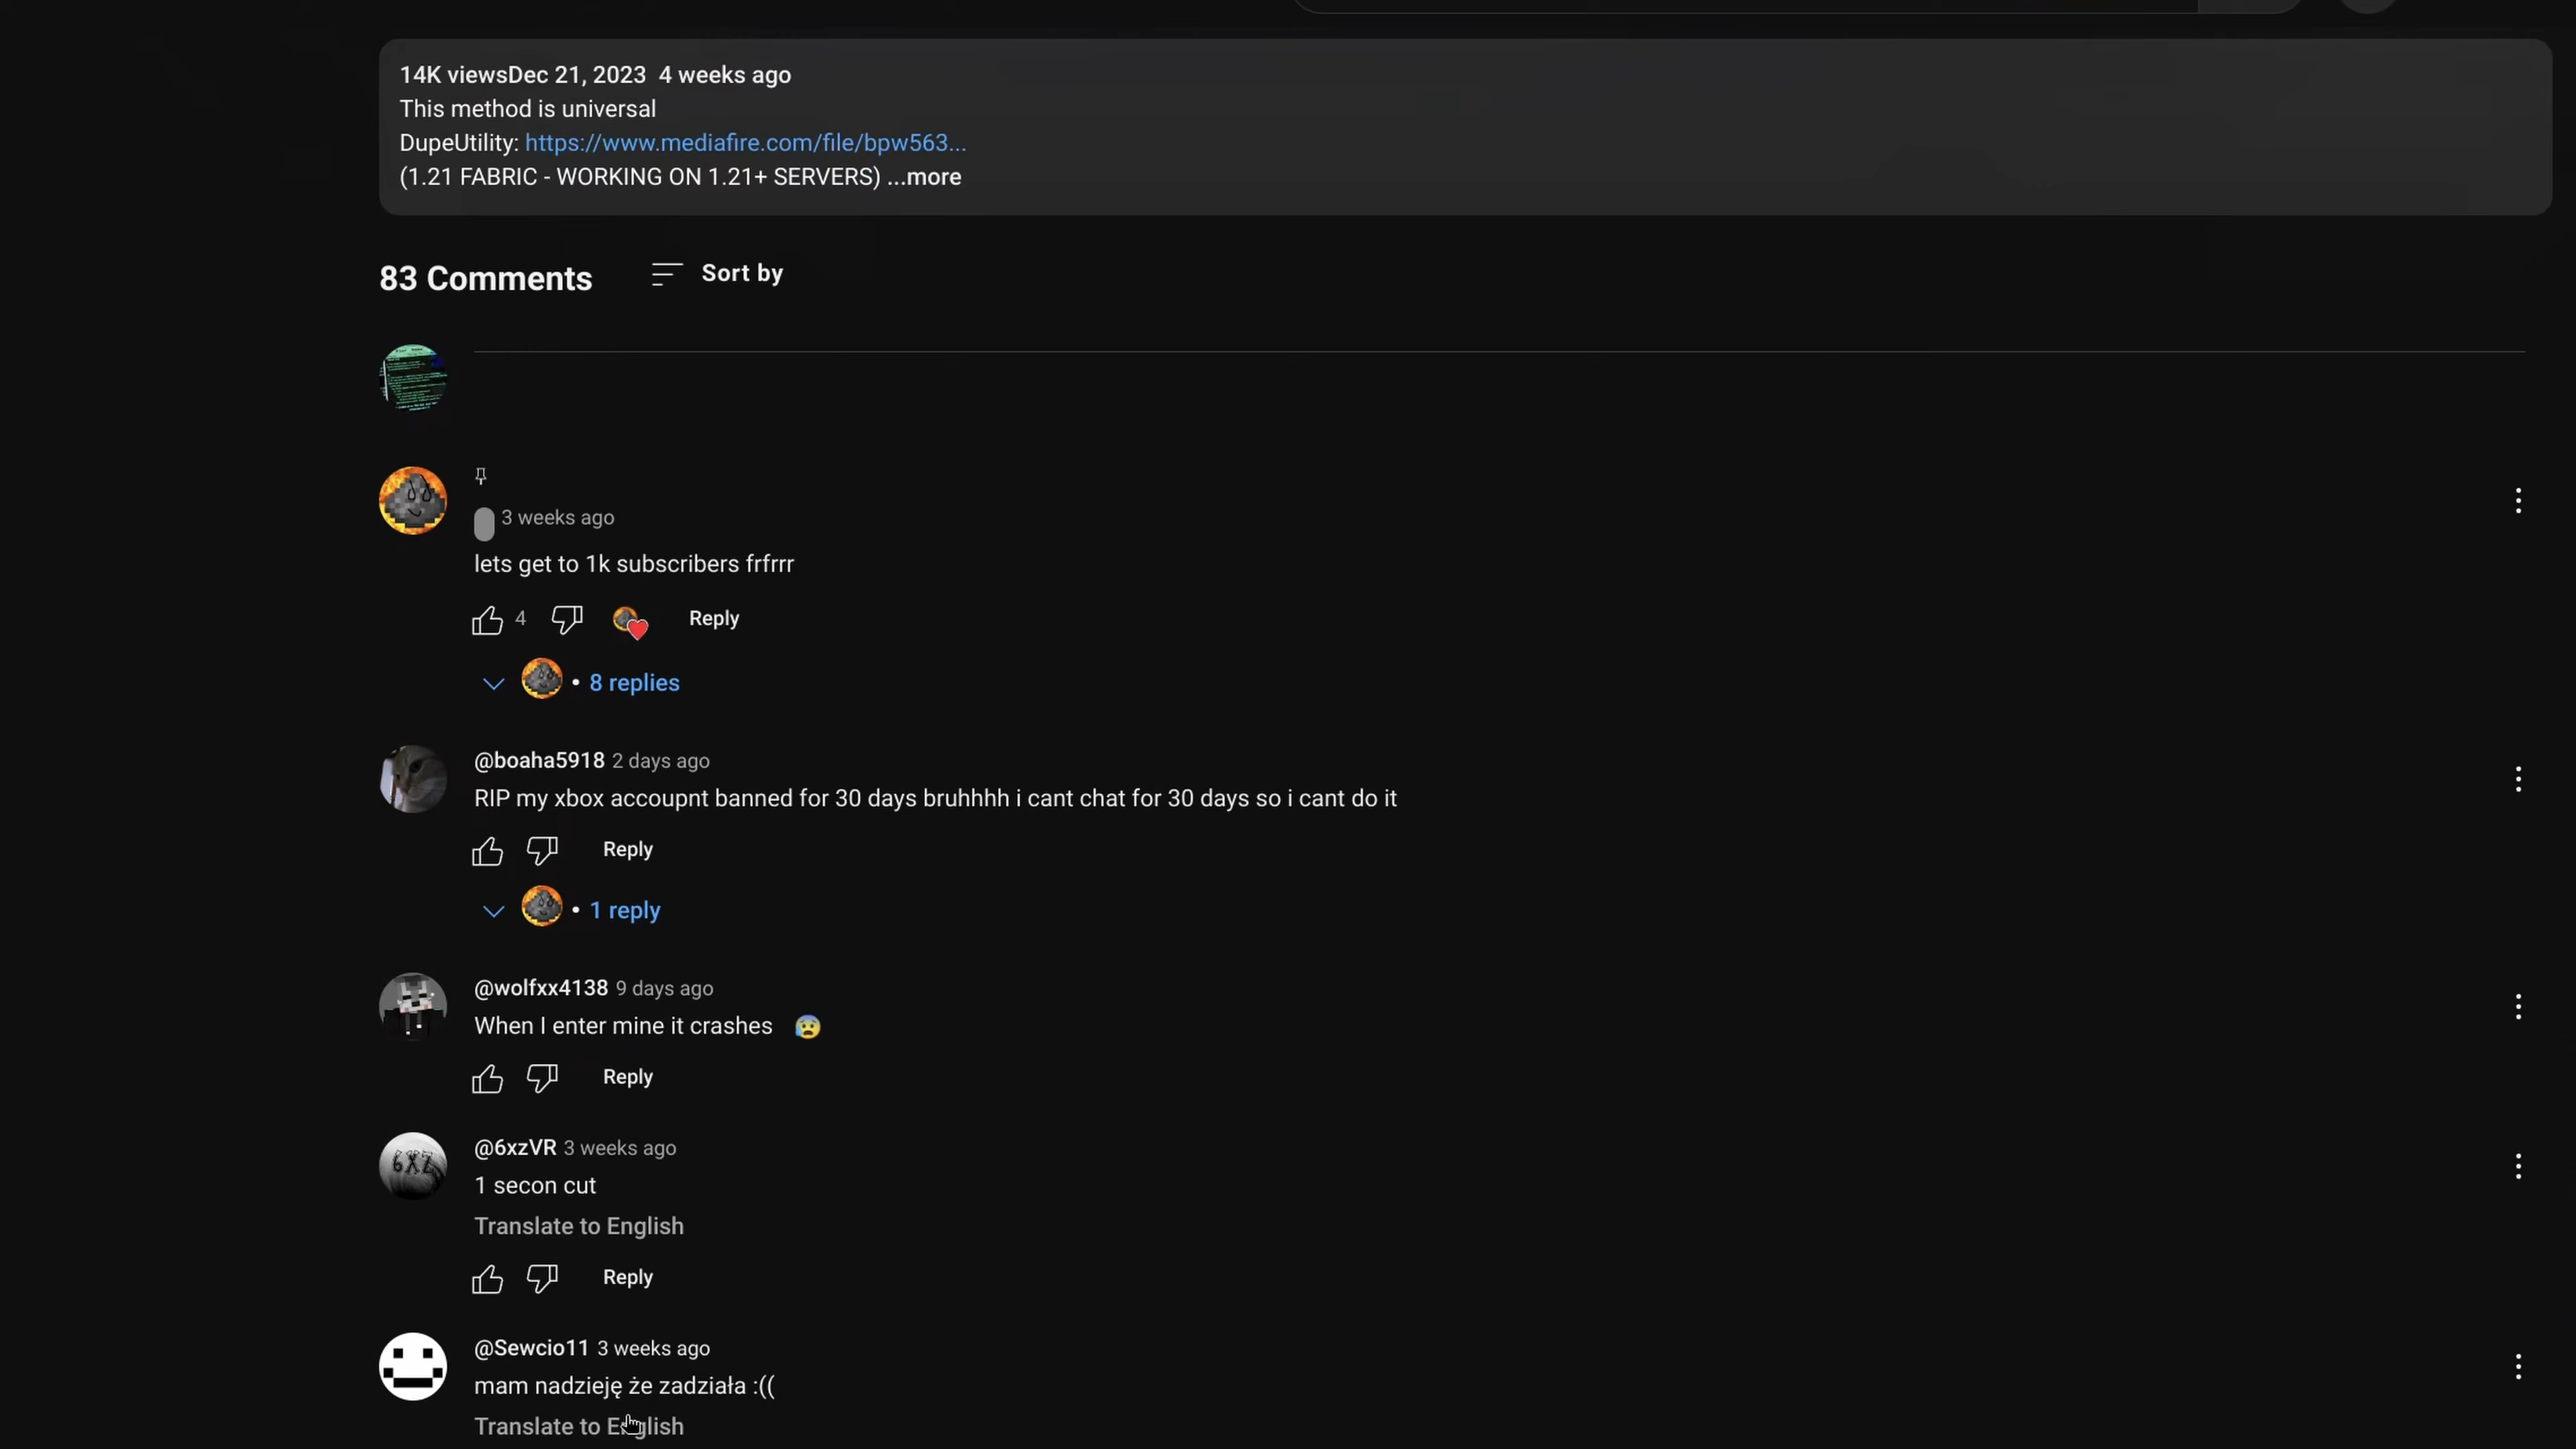 14K viewsDec 21, 2023  4 weeks ago
This method is universal
DupeUtility: https://www.mediafire.com/file/bpw563...
(1.21 FABRIC - WORKING ON 1.21+ SERVERS) ...more
83 Comments
Sort by
3 weeks ago
lets get to 1k subscribers frfrrr
4
Reply
• 8 replies
@boaha5918 2 days ago
RIP my xbox accoupnt banned for 30 days bruhhhh i cant chat for 30 days so i cant do it
Reply
• 1 reply
@wolfxx4138 9 days ago
When I enter mine it crashes 😰
Reply
6XZ
@6xzVR 3 weeks ago
1 secon cut
Translate to English
Reply
@Sewcio11 3 weeks ago
mam nadzieję że zadziała :((
Translate to English